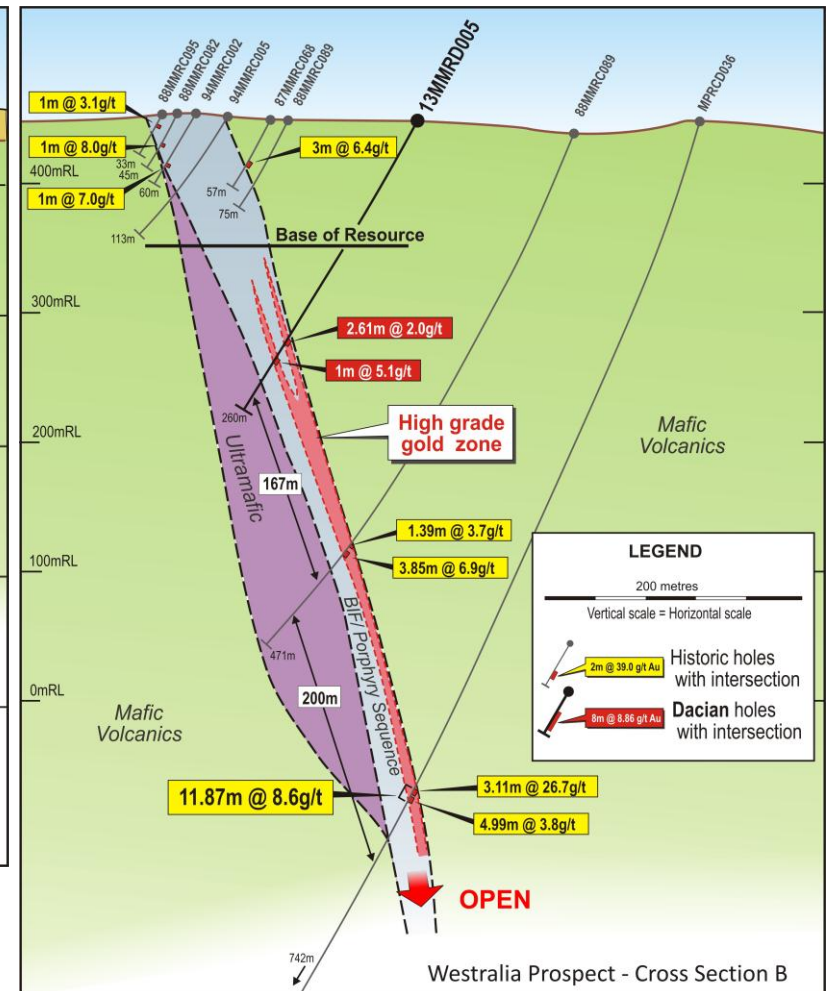 88MMRC095
88MMRC082
94MMRC002
94MMRC005
87MMRC068
88MMRC089
13MMRD005
88MMRC089
MPRCD036
1m @ 3.1g/t
1m @ 8.0g/t
3m @ 6.4g/t
33m
45m
400mRL
60m
57m
1m @ 7.0g/t
75m
113m
Base of Resource
300mRL
2.61m @ 2.0g/t
1m @ 5.1g/t
260m
High grade
gold zone
200mRL
Mafic
Volcanics
Ultramafic
167m
1.39m @ 3.7g/t
3.85m @ 6.9g/t
100mRL
BIF/ Porphyry Sequence
471m
0mRL
200m
Mafic
Volcanics
11.87m @ 8.6g/t
3.11m @ 26.7g/t
4.99m @ 3.8g/t
OPEN
742m
LEGEND
200 metres
Vertical scale = Horizontal scale
2m @ 39.0 g/t Au
Historic holes
with intersection
8m @ 8.86 g/t Au
Dacian holes
with intersection
Westralia Prospect - Cross Section B